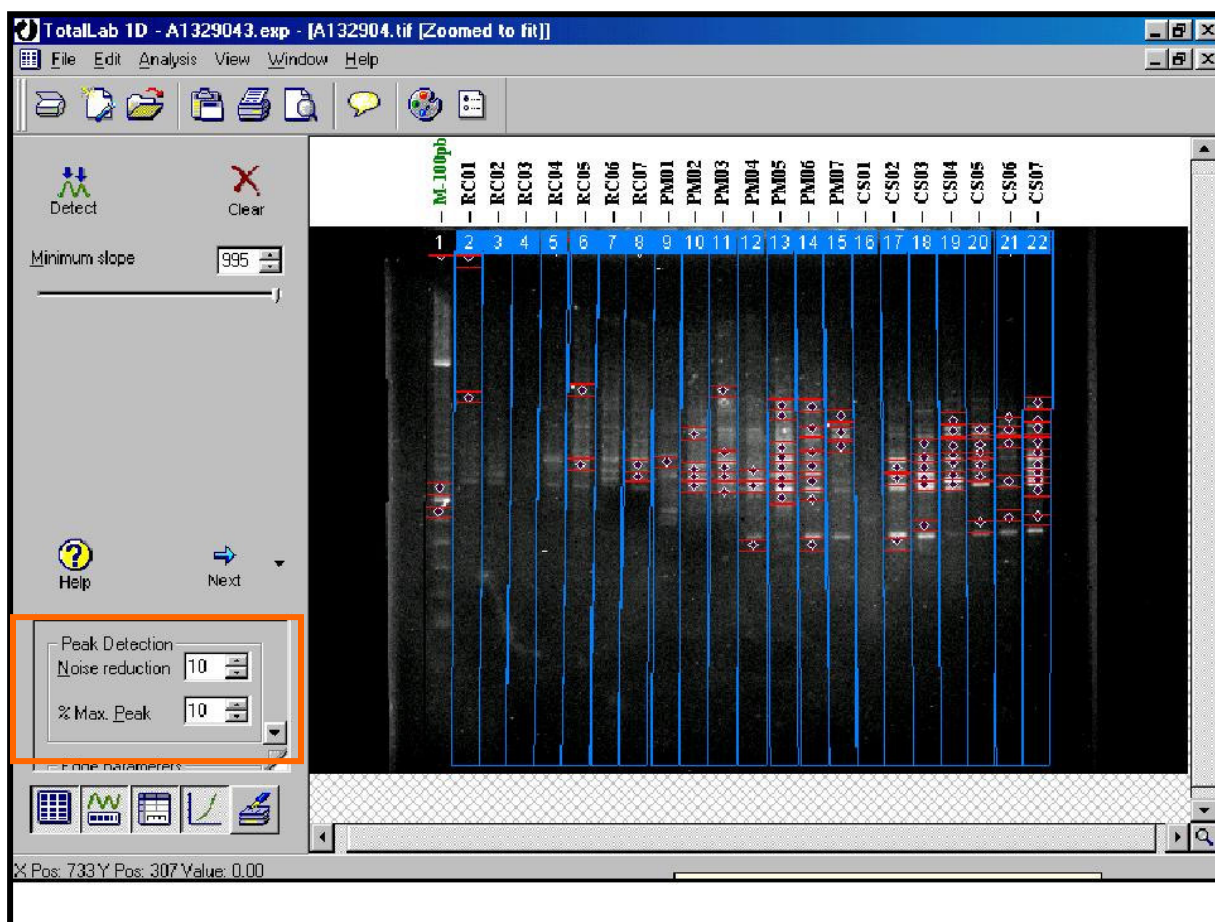 TotalLab 1D - A1329043.exp - [A132904.tif [Zoomed to fit]]
File Edit Analysis View Window Help
M-100pb
RC01
RC02
RC03
RC04
RC05
RC06
RC07
PM01
PM02
PM03
PM04
PM05
PM06
PM07
CS01
CS02
CS03
CS04
CS05
CS06
CS07
Detect Clear
1 2 3 4 5 6 7 8 9 10 11 12 13 14 15 16 17 18 19 20 21 22
Minimum slope 995
Help Next
Peak Detection
Noise reduction 10
% Max. Peak 10
Edge parameters
X Pos: 733 Y Pos: 307 Value: 0.00